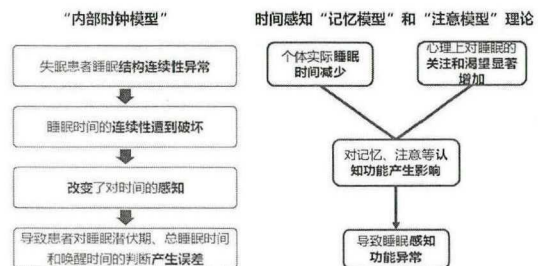 “内部时钟模型”
失眠患者睡眠结构连续性异常
睡眠时间的连续性遭到破坏
改变了对时间的感知
导致患者对睡眠潜伏期、总睡眠时间
和唤醒时间的判断产生误差
时间感知“记忆模型”和“注意模型”理论
个体实际睡眠
时间减少
心理上对睡眠的
关注和渴望显著
增加
对记忆、注意等认
知功能产生影响
导致睡眠感知
功能异常